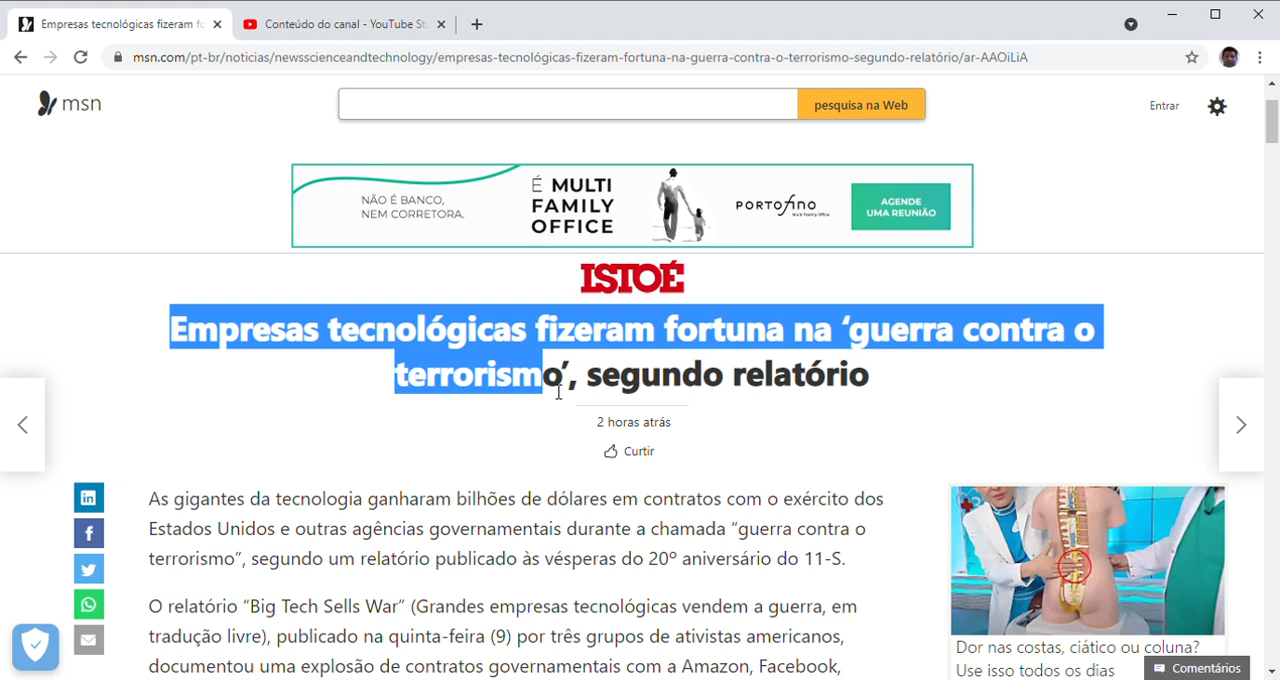 Empresas tecnológicas fizeram fo
Conteúdo do canal - YouTube St
msn.com/pt-br/noticias/newsscienceandtechnology/empresas-tecnológicas-fizeram-fortuna-na-guerra-contra-o-terrorismo-segundo-relatório/ar-AAOiLiA
msn
pesquisa na Web
Entrar
NÃO É BANCO,
NEM CORRETORA.
É MULTI
FAMILY
OFFICE
PORTOfINO
Multi Family Office
AGENDE
UMA REUNIÃO
ISTOÉ
Empresas tecnológicas fizeram fortuna na ‘guerra contra o
terrorismo’, segundo relatório
2 horas atrás
Curtir
As gigantes da tecnologia ganharam bilhões de dólares em contratos com o exército dos
Estados Unidos e outras agências governamentais durante a chamada “guerra contra o
terrorismo”, segundo um relatório publicado às vésperas do 20º aniversário do 11-S.
O relatório “Big Tech Sells War” (Grandes empresas tecnológicas vendem a guerra, em
tradução livre), publicado na quinta-feira (9) por três grupos de ativistas americanos,
documentou uma explosão de contratos governamentais com a Amazon, Facebook,
Dor nas costas, ciático ou coluna?
Use isso todos os dias
Comentários